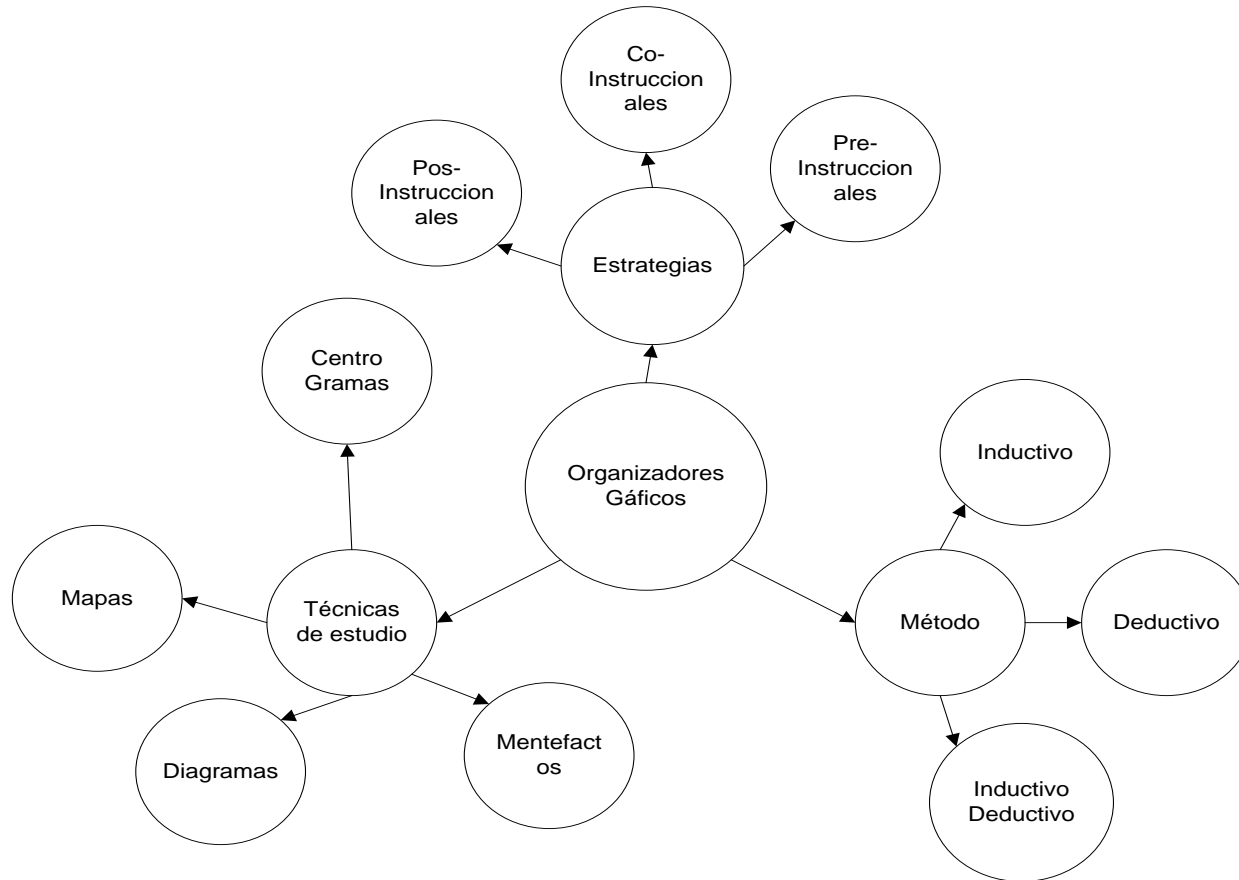 Co-
Instruccion
ales
Pos-
Instruccion
ales
Pre-
Instruccion
ales
Estrategias
Centro
Gramas
Organizadores
Gáficos
Inductivo
Mapas
Técnicas
de estudio
Método
Deductivo
Diagramas
Mentefact
os
Inductivo
Deductivo